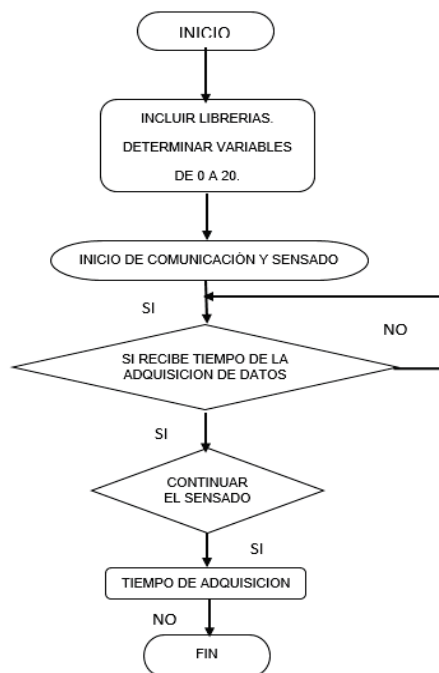 INICIO
INCLUIR LIBRERIAS.
DETERMINAR VARIABLES
DE 0 A 20.
INICIO DE COMUNICACIÓN Y SENSADO
SI
NO
SI RECIBE TIEMPO DE LA
ADQUISICION DE DATOS
SI
CONTINUAR
EL SENSADO
SI
TIEMPO DE ADQUISICION
NO
FIN